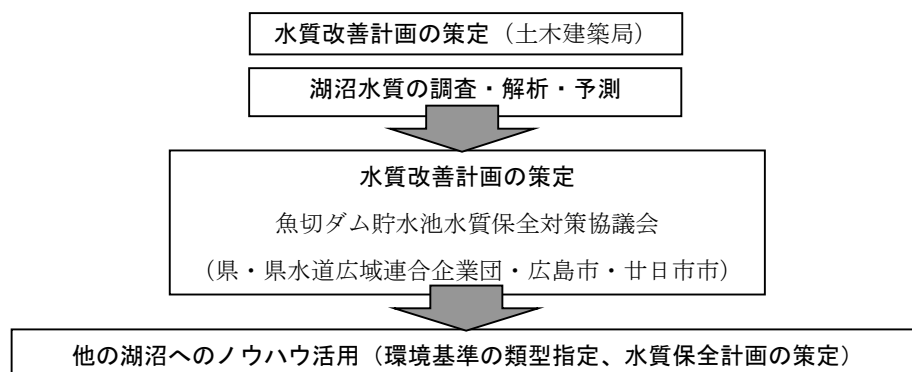 水質改善計画の策定（土木建築局）
湖沼水質の調査・解析・予測
水質改善計画の策定
魚切ダム貯水池水質保全対策協議会
（県・県水道広域連合企業団・広島市・廿日市市）
他の湖沼へのノウハウ活用（環境基準の類型指定、水質保全計画の策定）